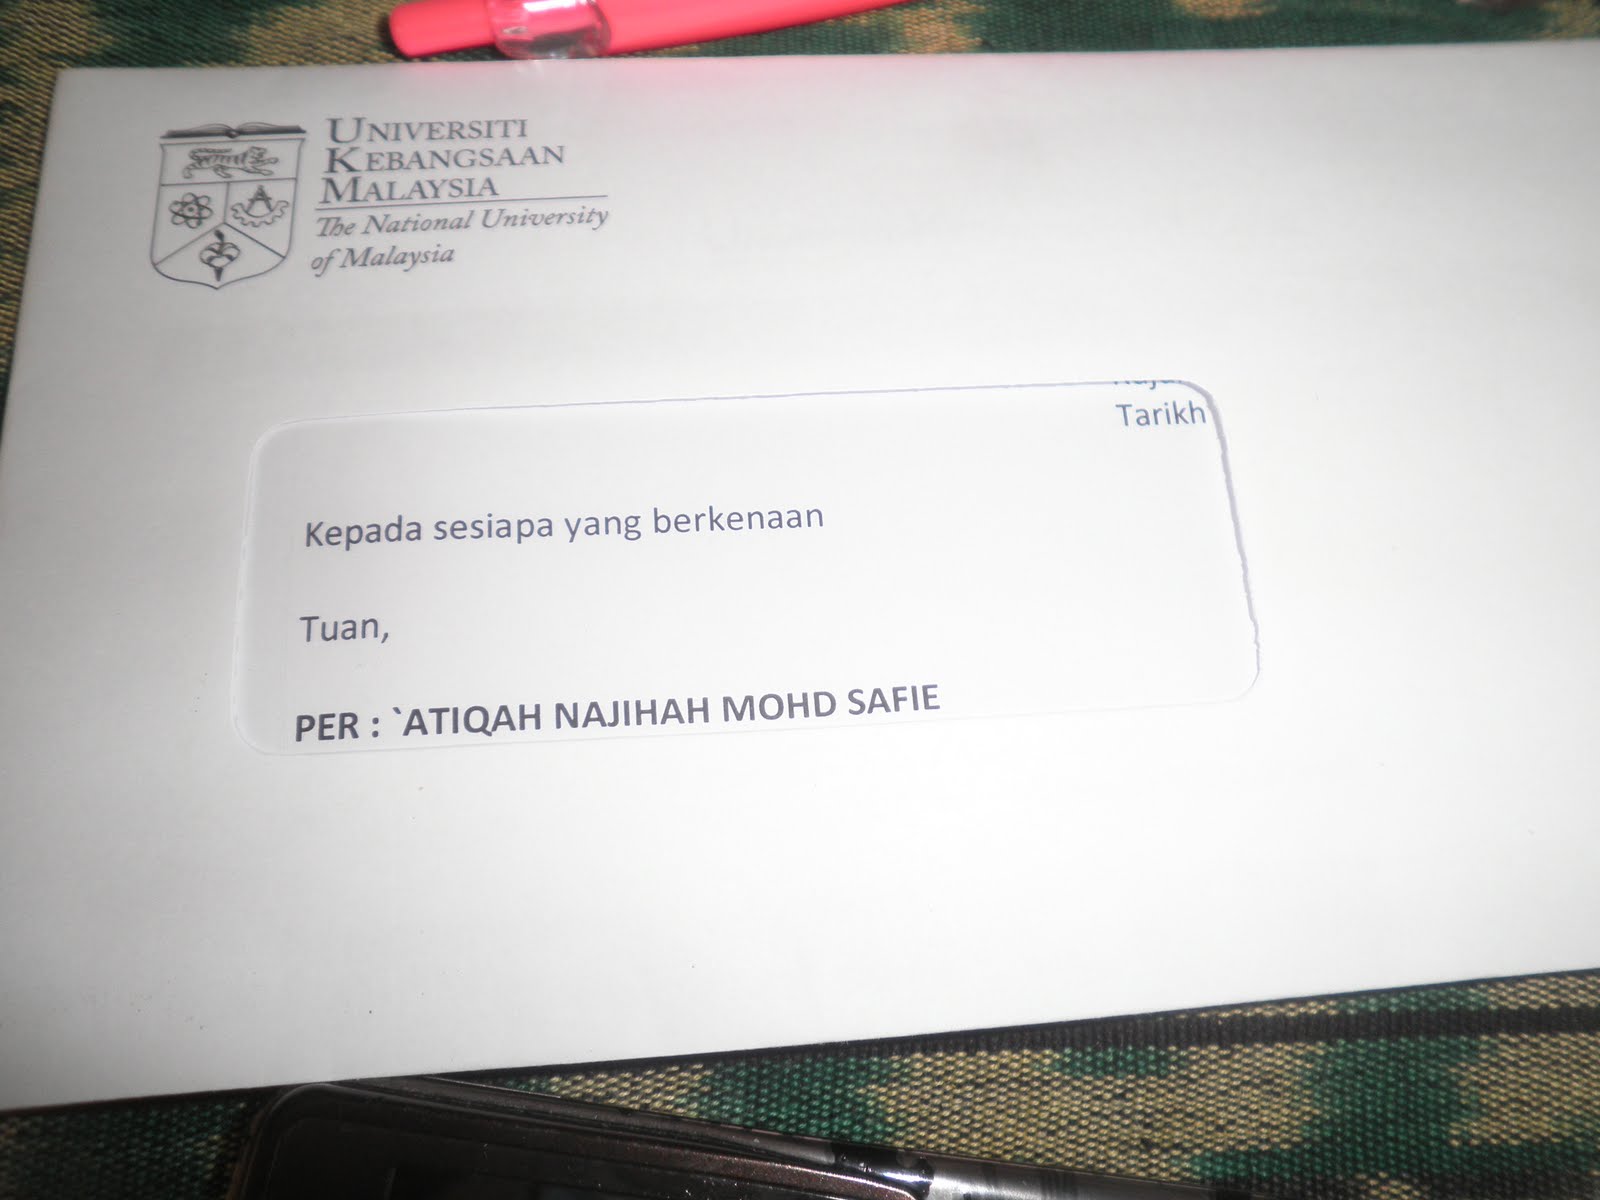 UNIVERSITI
KEBANGSAAN
MALAYSIA
The National University
of Malaysia
Tarikh
Kepada sesiapa yang berkenaan
Tuan,
PER : `ATIQAH NAJIHAH MOHD SAFIE